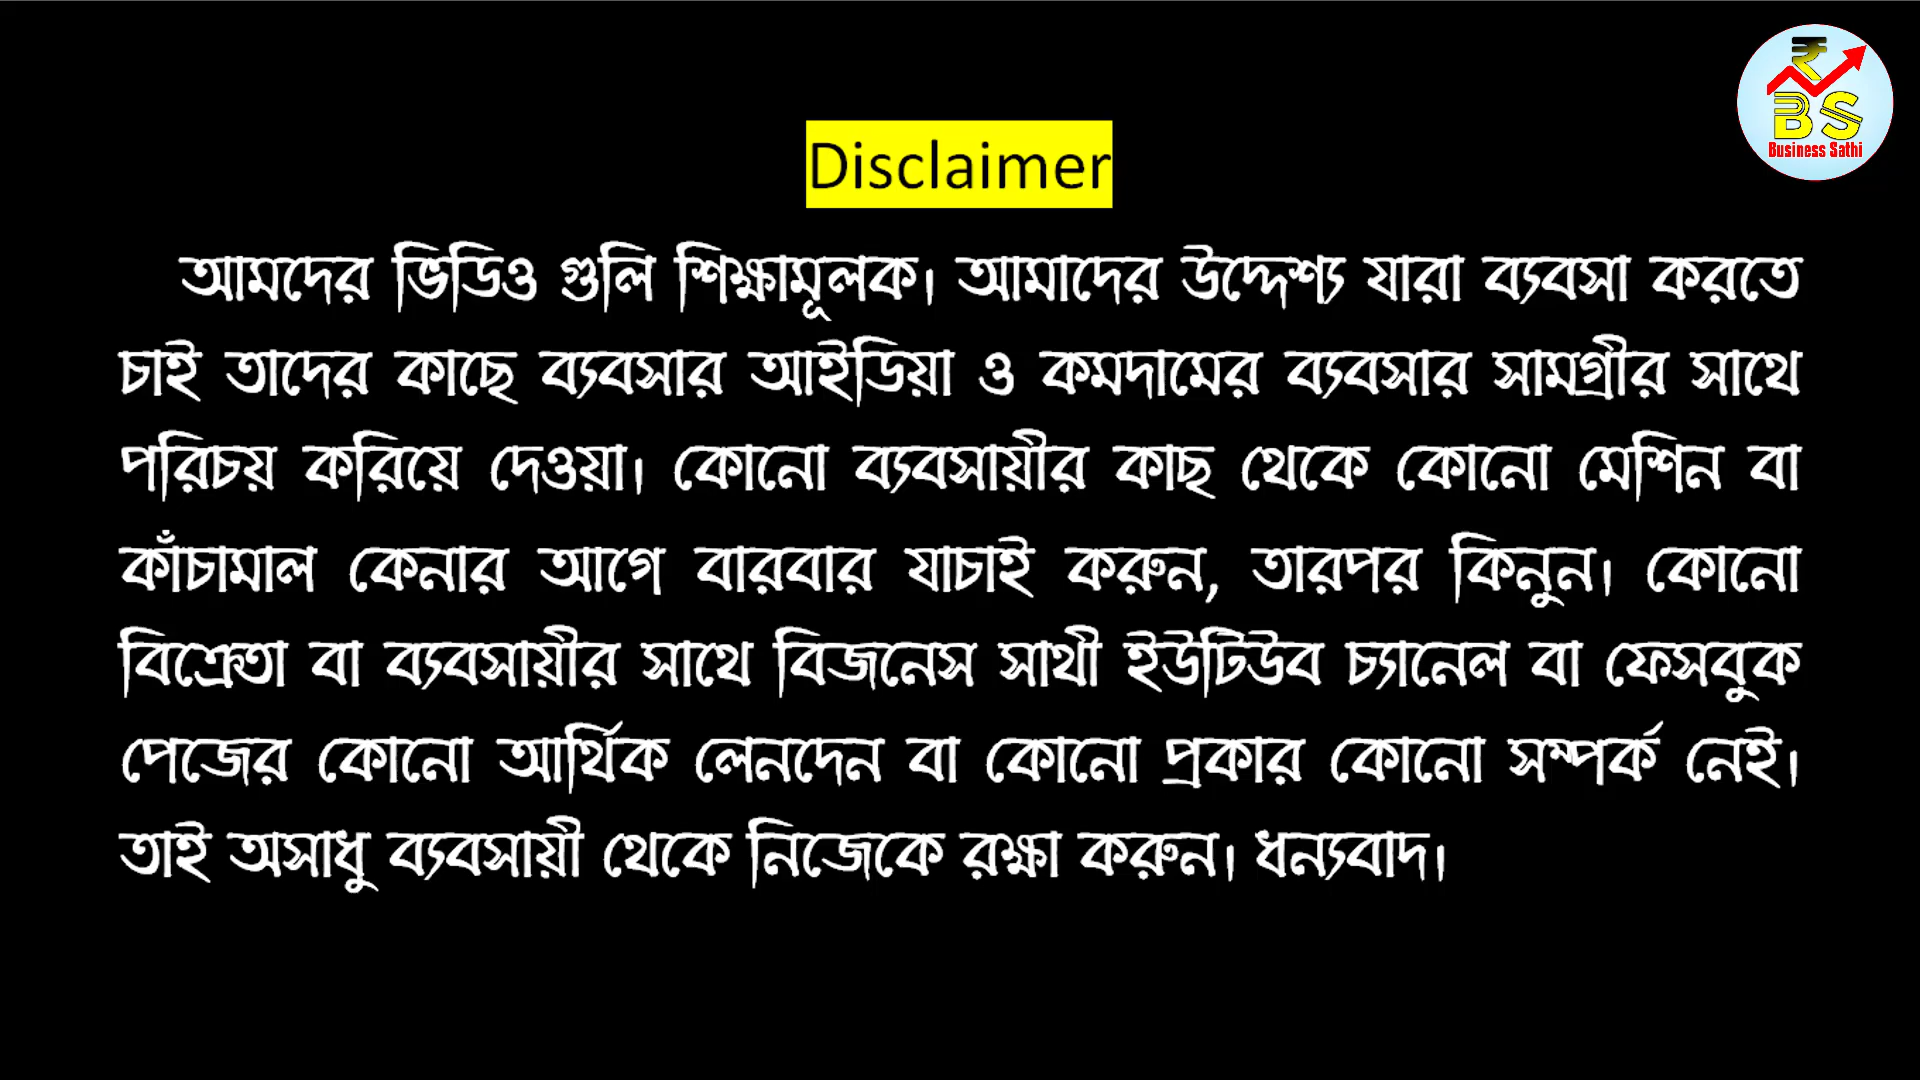 ₹
BS
Business Sathi
Disclaimer
আমদের ভিডিও গুলি শিক্ষামূলক। আমাদের উদ্দেশ্য যারা ব্যবসা করতে
চাই তাদের কাছে ব্যবসার আইডিয়া ও কমদামের ব্যবসার সামগ্রীর সাথে
পরিচয় করিয়ে দেওয়া। কোনো ব্যবসায়ীর কাছ থেকে কোনো মেশিন বা
কাঁচামাল কেনার আগে বারবার যাচাই করুন, তারপর কিনুন। কোনো
বিক্রেতা বা ব্যবসায়ীর সাথে বিজনেস সাথী ইউটিউব চ্যানেল বা ফেসবুক
পেজের কোনো আর্থিক লেনদেন বা কোনো প্রকার কোনো সম্পর্ক নেই।
তাই অসাধু ব্যবসায়ী থেকে নিজেকে রক্ষা করুন। ধন্যবাদ।